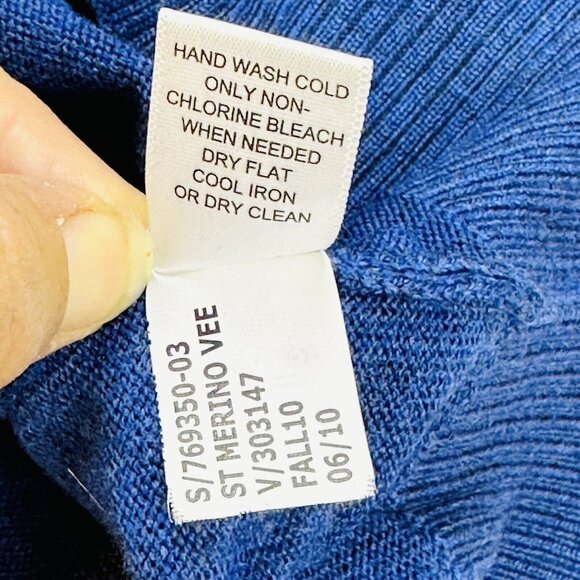 HAND WASH COLD
ONLY NON-
CHLORINE BLEACH
WHEN NEEDED
DRY FLAT
COOL IRON
OR DRY CLEAN
S/769350-03
ST MERINO VEE
V/303147
FALL10
06/10